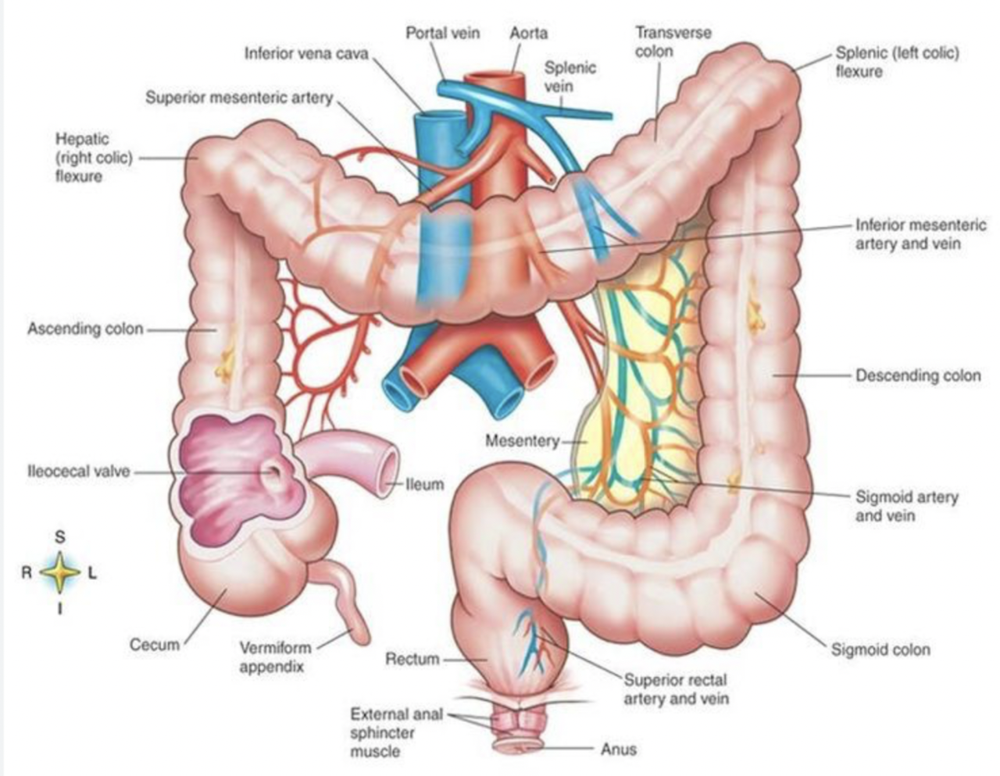 Portal vein
Aorta
Transverse
colon
Splenic (left colic)
flexure
Inferior vena cava
Splenic
vein
Superior mesenteric artery
Hepatic
(right colic)
flexure
Inferior mesenteric
artery and vein
Ascending colon
Descending colon
Mesentery
Ileocecal valve
Ileum
Sigmoid artery
and vein
S
R
L
I
Cecum
Vermiform
appendix
Rectum
Sigmoid colon
Superior rectal
artery and vein
External anal
sphincter
muscle
Anus